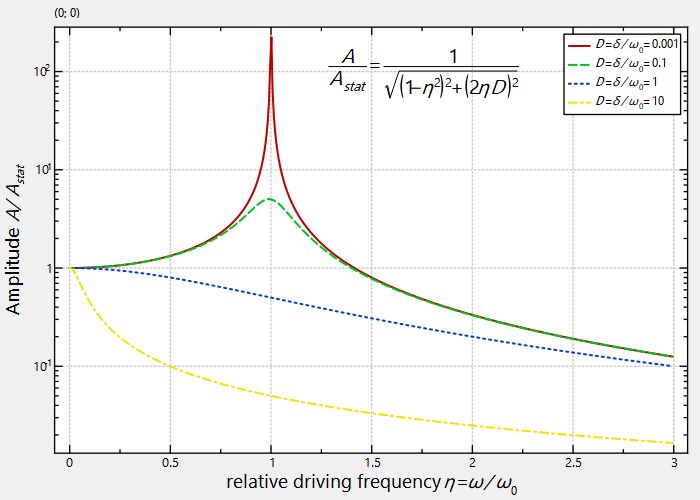 (0; 0)
A/A_stat = 1/√((1-η²)²+(2ηD)²)
D=δ/ω₀=0.001
D=δ/ω₀=0.1
D=δ/ω₀=1
D=δ/ω₀=10
Amplitude A/A_stat
10²
10¹
1
10¹
0 0.5 1 1.5 2 2.5 3
relative driving frequency η=ω/ω₀